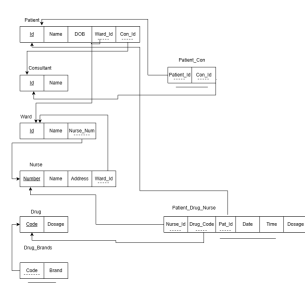 Patient
Id Name DOB Ward_Id Con_Id
Patient_Con
Patient_Id Con_Id
Consultant
Id Name
Ward
Id Name Nurse_Num
Nurse
Number Name Address Ward_Id
Drug
Code Dosage
Patient_Drug_Nurse
Nurse_Id Drug_Code Pat_Id Date Time Dosage
Drug_Brands
Code Brand